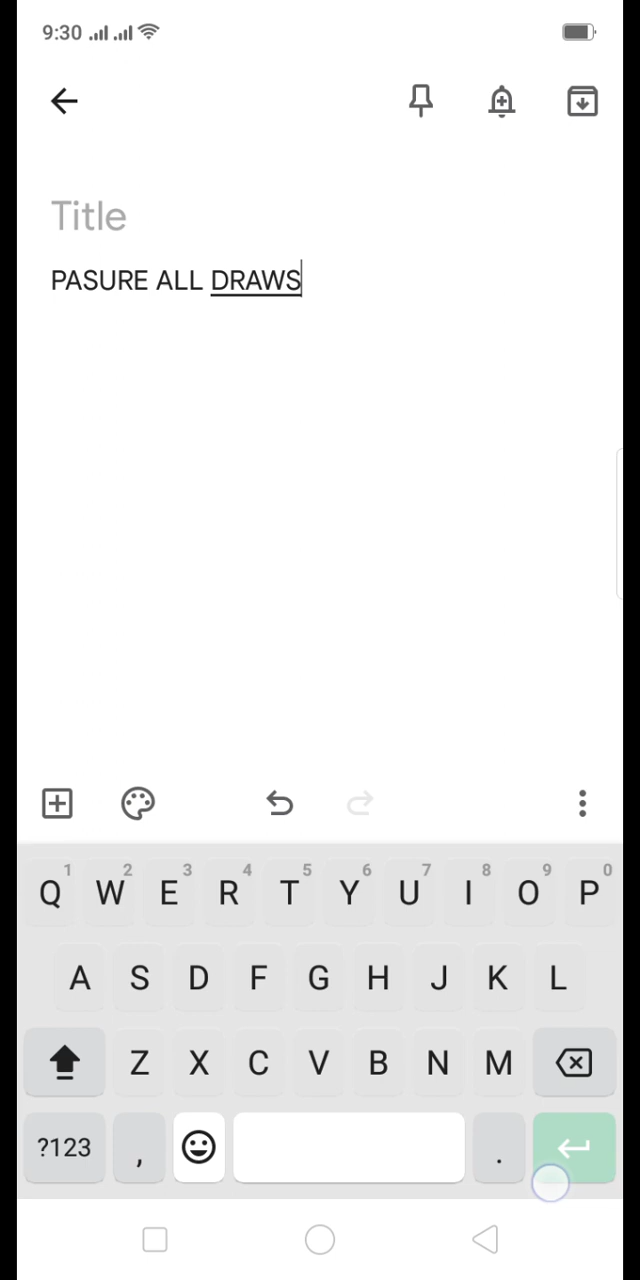 9:30
Title
PASURE ALL DRAWS
1 2 3 4 5 6 7 8 9 0
Q W E R T Y U I O P
A S D F G H J K L
Z X C V B N M
?123 , .